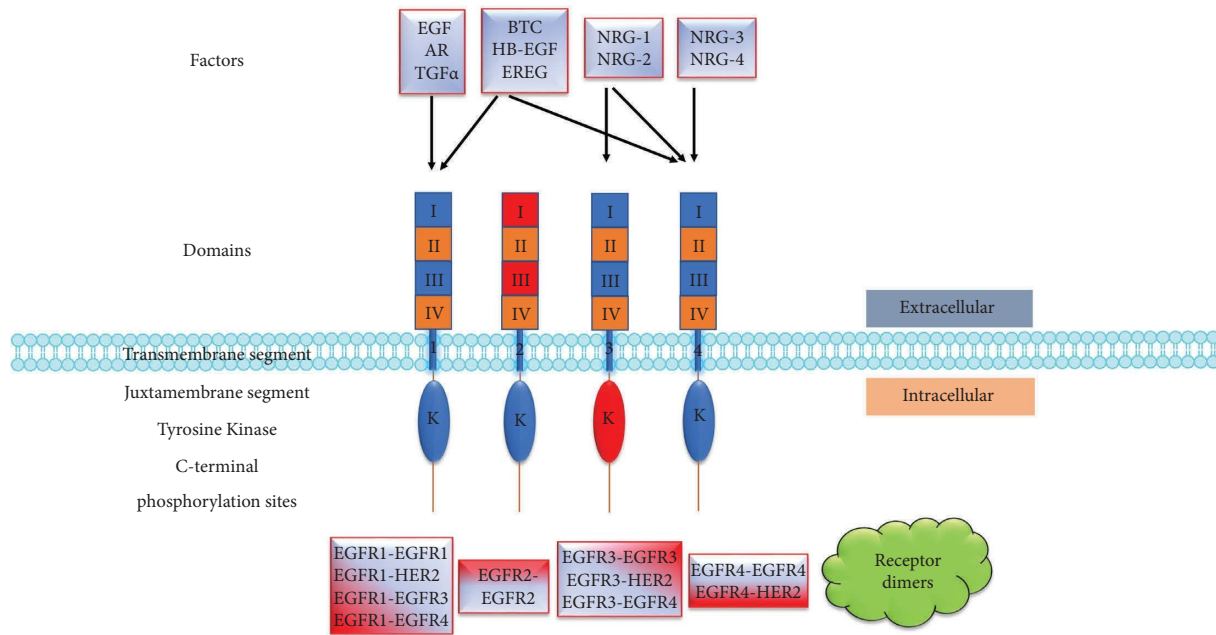 Factors
EGF
AR
TGFα
BTC
HB-EGF
EREG
NRG-1
NRG-2
NRG-3
NRG-4
Domains
I
II
III
IV
I
II
III
IV
I
II
III
IV
I
II
III
IV
Extracellular
Transmembrane segment
1
2
3
4
Juxtamembrane segment
Intracellular
Tyrosine Kinase
K
K
K
K
C-terminal
phosphorylation sites
EGFR1-EGFR1
EGFR1-HER2
EGFR1-EGFR3
EGFR1-EGFR4
EGFR2-
EGFR2
EGFR3-EGFR3
EGFR3-HER2
EGFR3-EGFR4
EGFR4-EGFR4
EGFR4-HER2
Receptor
dimers